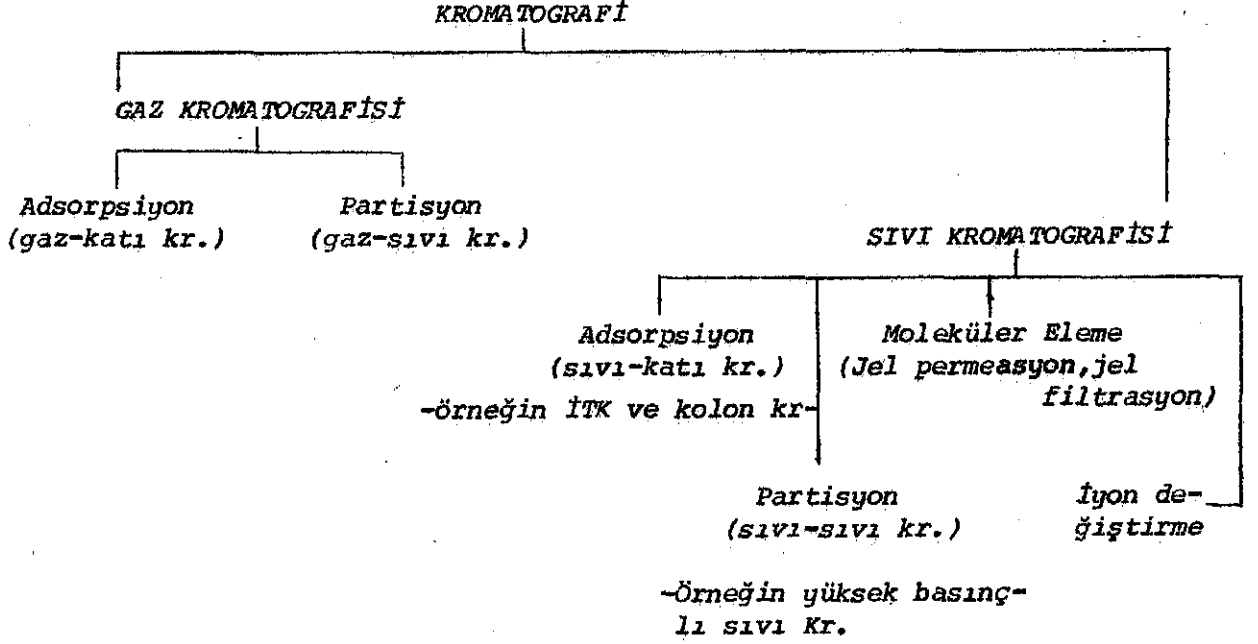 KROMATOGRAFİ
GAZ KROMATOGRAFİSİ
Adsorpsiyon
(gaz-katı kr.)
Partisyon
(gaz-sıvı kr.)
SIVI KROMATOGRAFİSİ
Adsorpsiyon
(sıvı-katı kr.)
-örneğin İTK ve kolon kr-
Moleküler Eleme
(Jel permeasyon,jel
filtrasyon)
Partisyon
(sıvı-sıvı kr.)
-Örneğin yüksek basınç-
lı sıvı Kr.
İyon de-
ğiştirme